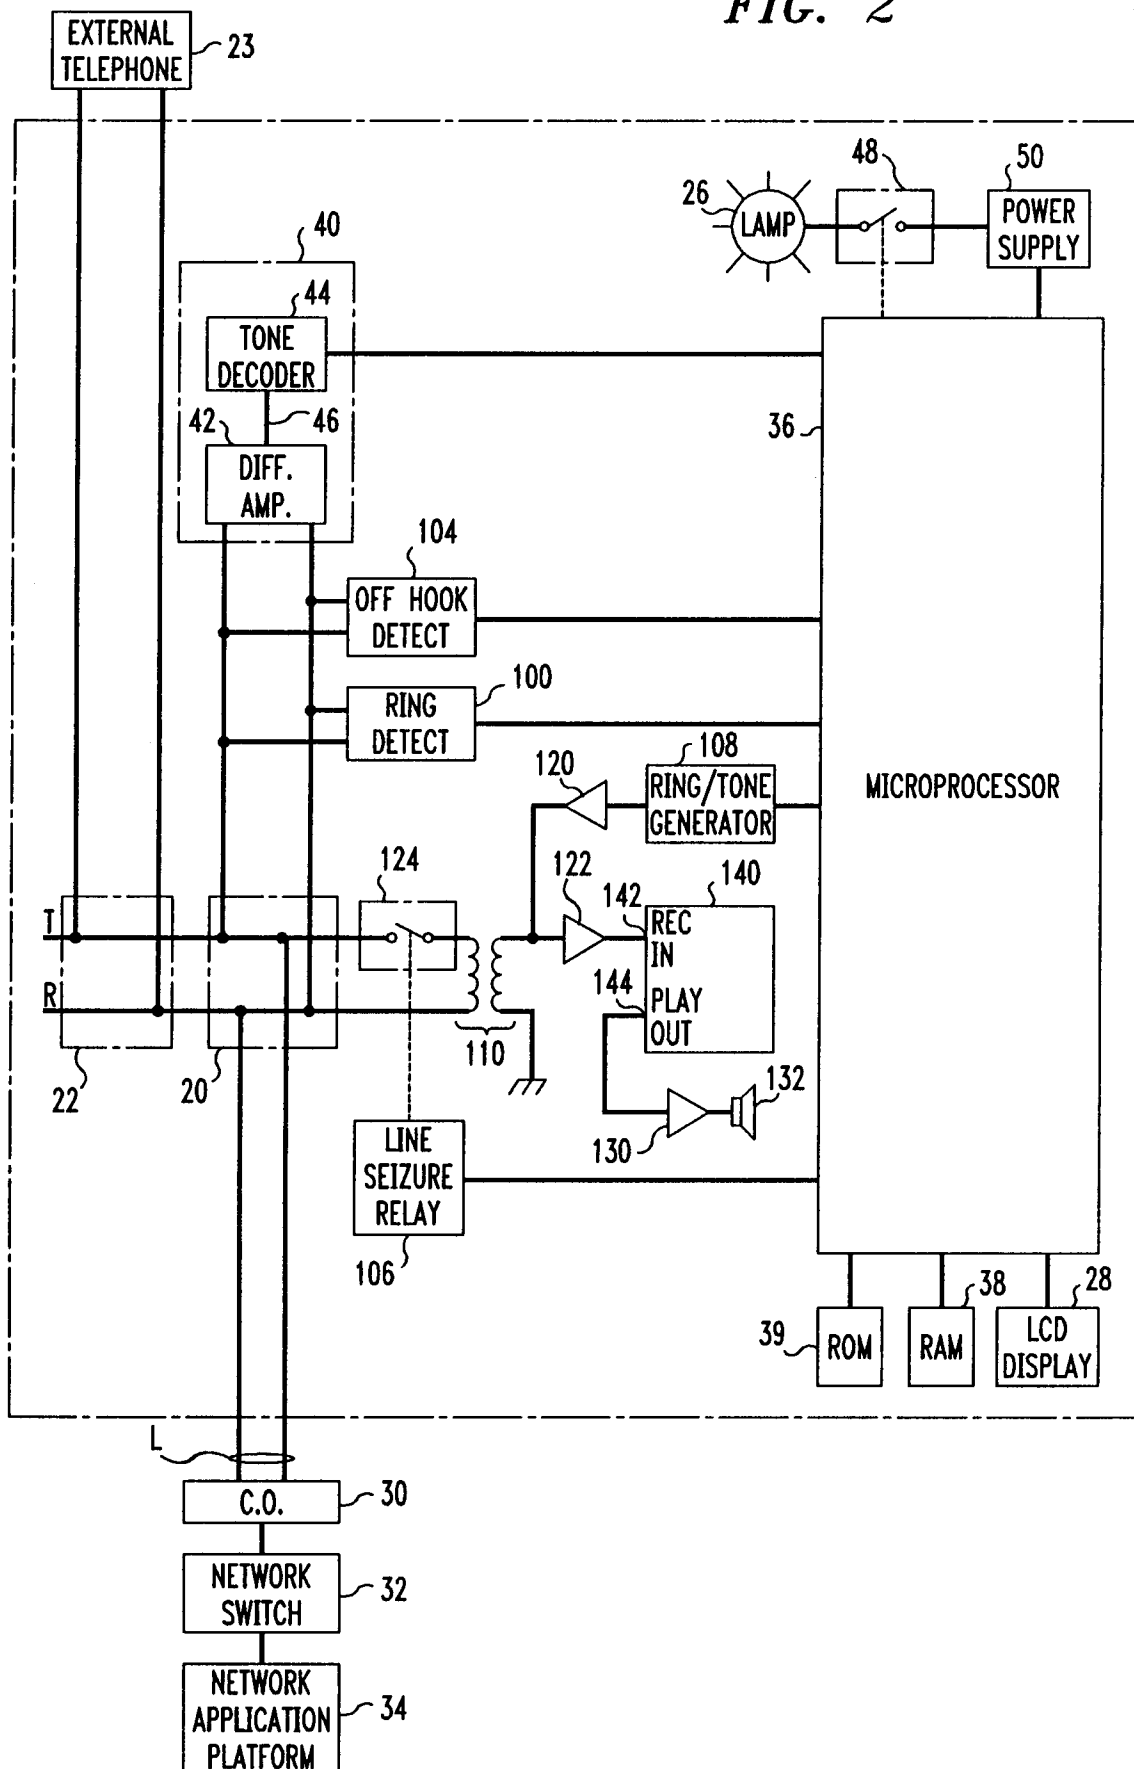 FIG. 2
EXTERNAL
TELEPHONE
23
48
50
26
LAMP
POWER
SUPPLY
40
44
TONE
DECODER
42
46
36
DIFF.
AMP.
104
OFF HOOK
DETECT
100
RING
DETECT
108
120
RING/TONE
GENERATOR
MICROPROCESSOR
124
122
142
140
T
REC
IN
R
144
PLAY
OUT
110
22
20
132
130
LINE
SEIZURE
RELAY
106
38
28
39
ROM
RAM
LCD
DISPLAY
L
C.O.
30
NETWORK
SWITCH
32
NETWORK
APPLICATION
PLATFORM
34